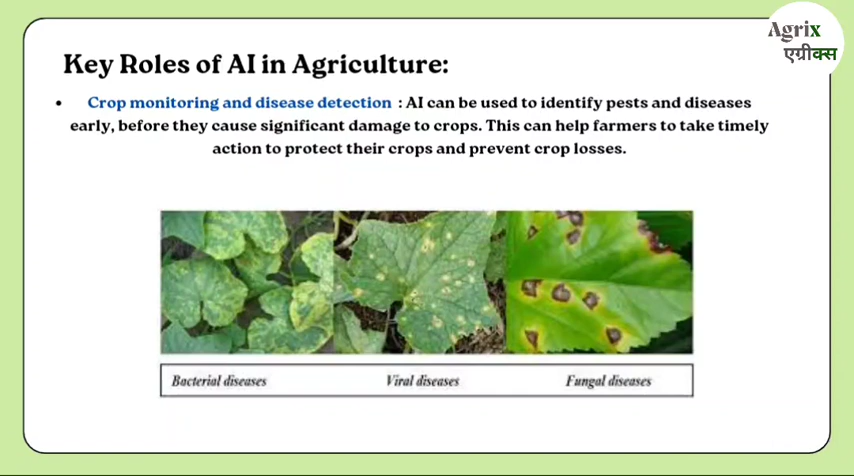 Agrix
एग्रीक्स
Key Roles of AI in Agriculture:
• Crop monitoring and disease detection : AI can be used to identify pests and diseases
early, before they cause significant damage to crops. This can help farmers to take timely
action to protect their crops and prevent crop losses.
Bacterial diseases Viral diseases Fungal diseases